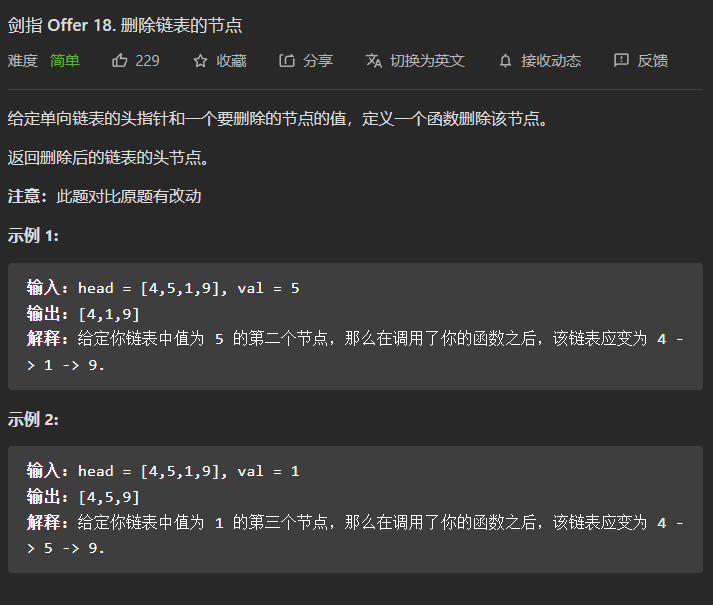 剑指 Offer 18. 删除链表的节点
难度 简单 229 收藏 分享 切换为英文 接收动态 反馈
给定单向链表的头指针和一个要删除的节点的值，定义一个函数删除该节点。
返回删除后的链表的头节点。
注意：此题对比原题有改动
示例 1:
输入：head = [4,5,1,9], val = 5
输出：[4,1,9]
解释：给定你链表中值为 5 的第二个节点，那么在调用了你的函数之后，该链表应变为 4 -
> 1 -> 9.
示例 2:
输入：head = [4,5,1,9], val = 1
输出：[4,5,9]
解释：给定你链表中值为 1 的第三个节点，那么在调用了你的函数之后，该链表应变为 4 -
> 5 -> 9.